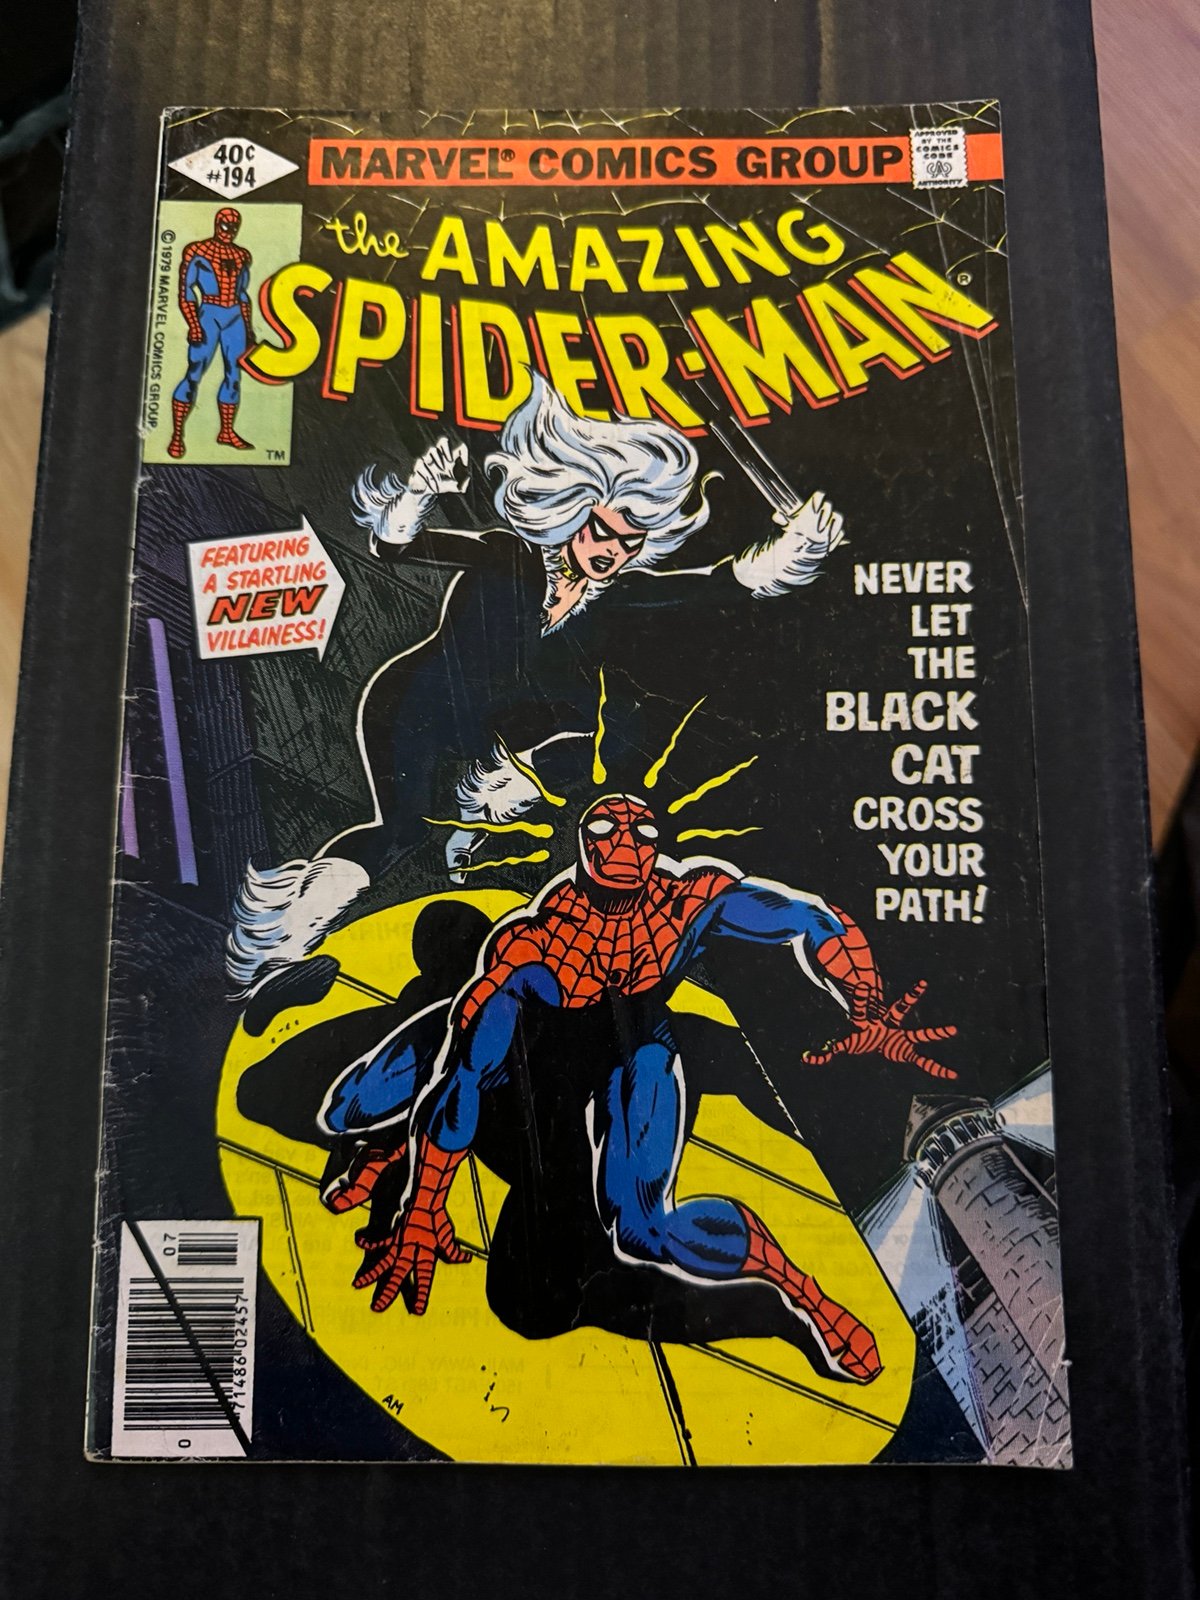 40¢
#194
MARVEL® COMICS GROUP
APPROVED
BY THE
COMICS
CODE
AUTHORITY
the AMAZING
SPIDER-MAN®
© 1979 MARVEL COMICS GROUP
TM
FEATURING
A STARTLING
NEW
VILLAINESS!
NEVER
LET
THE
BLACK
CAT
CROSS
YOUR
PATH!
07
0
71486 02457
AM